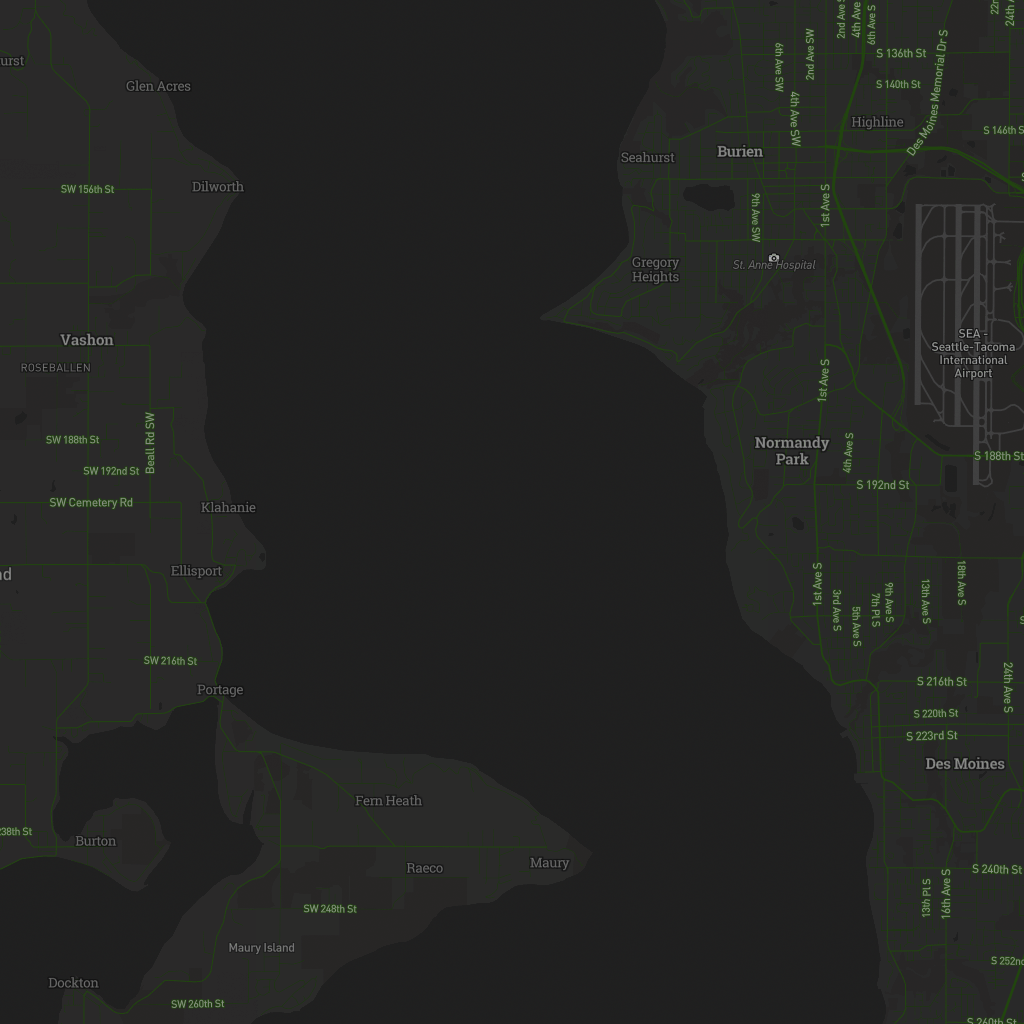 22n
24th A
2nd Ave S
4th Ave
6th Ave S
S 136th St
2nd Ave SW
6th Ave SW
urst
Glen Acres
S 140th St
Des Moines Memorial Dr S
4th Ave SW
Highline
S 146th S
Burien
Seahurst
Dilworth
SW 156th St
1st Ave S
9th Ave SW
Gregory
Heights
St. Anne Hospital
Vashon
SEA -
Seattle-Tacoma
International
Airport
ROSEBALLEN
1st Ave S
SW 188th St
Beall Rd SW
Normandy
Park
4th Ave S
S 188th St
SW 192nd St
S 192nd St
SW Cemetery Rd
Klahanie
nd
Ellisport
1st Ave S
3rd Ave S
5th Ave S
7th Pl S
9th Ave S
13th Ave S
18th Ave S
SW 216th St
S 216th St
24th Ave S
Portage
S 220th St
S 223rd St
Des Moines
Fern Heath
238th St
Burton
Maury
Raeco
S 240th St
13th Pl S
16th Ave S
SW 248th St
Maury Island
S 252nd
Dockton
SW 260th St
S 260th St